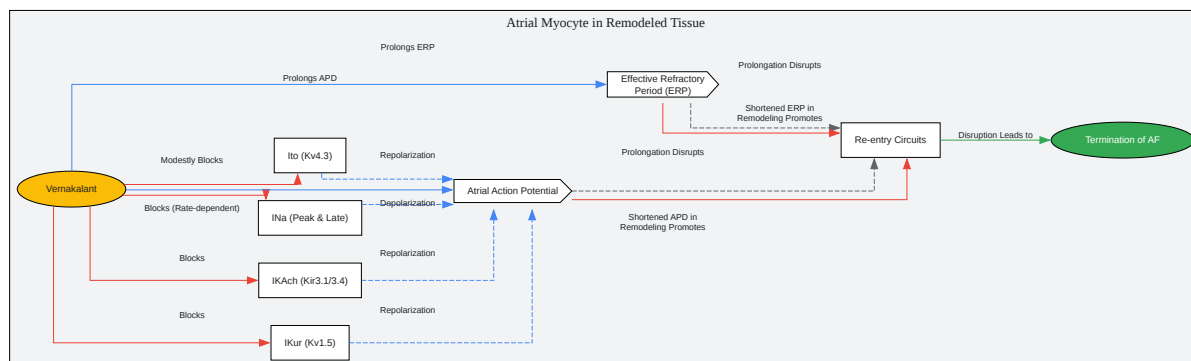 Atrial Myocyte in Remodeled Tissue
Prolongs ERP
Prolongation Disrupts
Prolongs APD
Effective Refractory
Period (ERP)
Shortened ERP in
Remodeling Promotes
Re-entry Circuits
Disruption Leads to
Termination of AF
Modestly Blocks
Ito (Kv4.3)
Repolarization
Prolongation Disrupts
Vernakalant
Atrial Action Potential
Blocks (Rate-dependent)
INa (Peak & Late)
Depolarization
Shortened APD in
Remodeling Promotes
Blocks
IKAch (Kir3.1/3.4)
Repolarization
Blocks
IKur (Kv1.5)
Repolarization